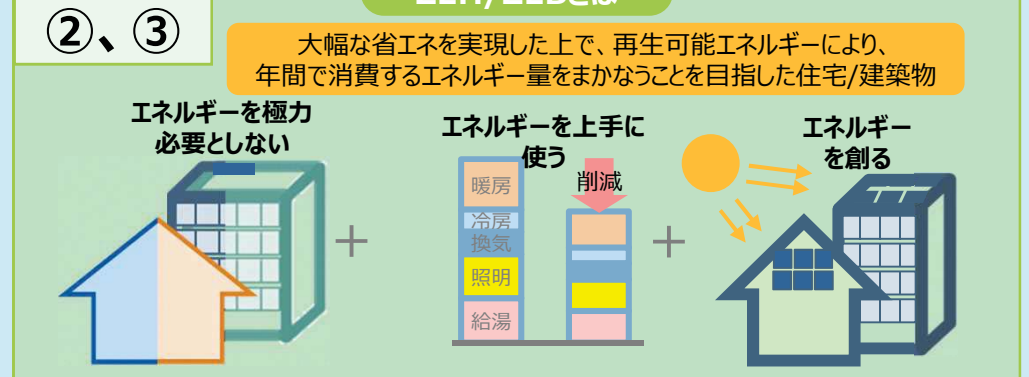 ②、③
大幅な省エネを実現した上で、再生可能エネルギーにより、
年間で消費するエネルギー量をまかなうことを目指した住宅/建築物
エネルギーを極力
必要としない
+
エネルギーを上手に
使う
暖房
冷房
換気
照明
給湯
削減
+
エネルギー
を創る